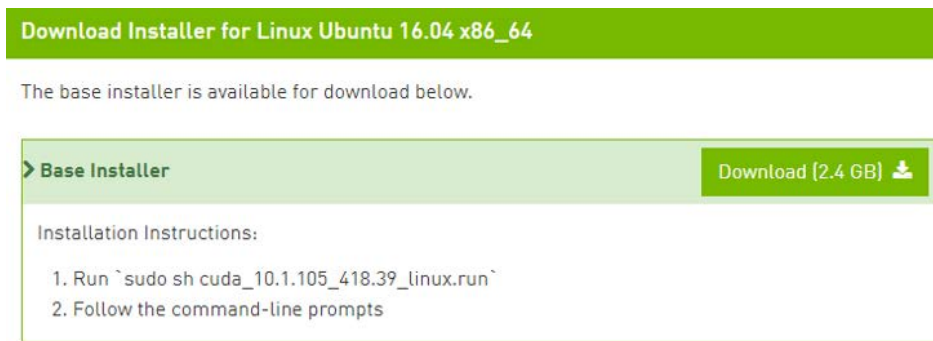 Download Installer for Linux Ubuntu 16.04 x86_64
The base installer is available for download below.
Base Installer
Download (2.4 GB)
Installation Instructions:
1. Run `sudo sh cuda_10.1.105_418.39_linux.run`
2. Follow the command-line prompts